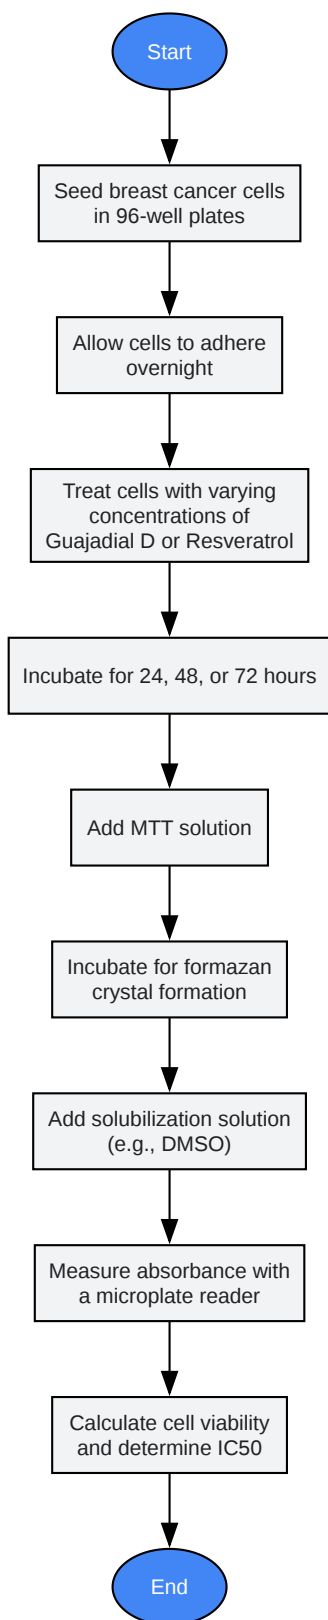 Start
Seed breast cancer cells
in 96-well plates
Allow cells to adhere
overnight
Treat cells with varying
concentrations of
Guajadial D or Resveratrol
Incubate for 24, 48, or 72 hours
Add MTT solution
Incubate for formazan
crystal formation
Add solubilization solution
(e.g., DMSO)
Measure absorbance with
a microplate reader
Calculate cell viability
and determine IC50
End